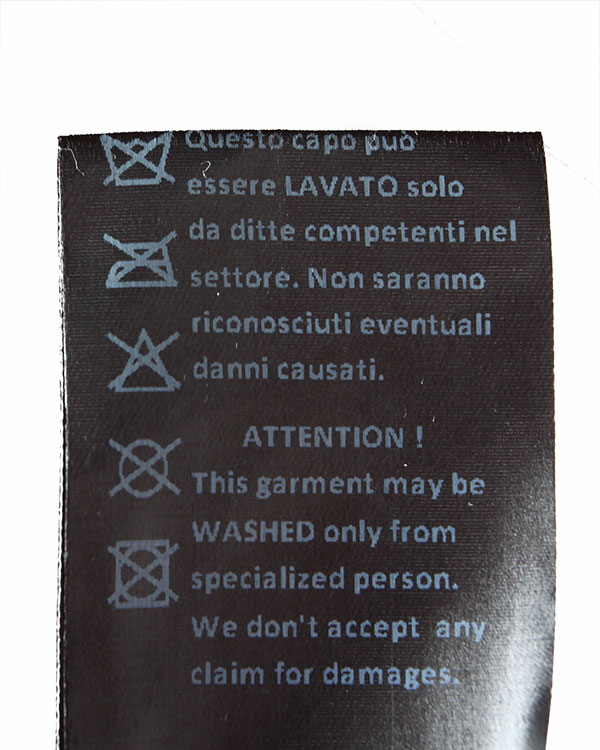 Questo capo può
essere LAVATO solo
da ditte competenti nel
settore. Non saranno
riconosciuti eventuali
danni causati.
ATTENTION !
This garment may be
WASHED only from
specialized person.
We don't accept any
claim for damages.